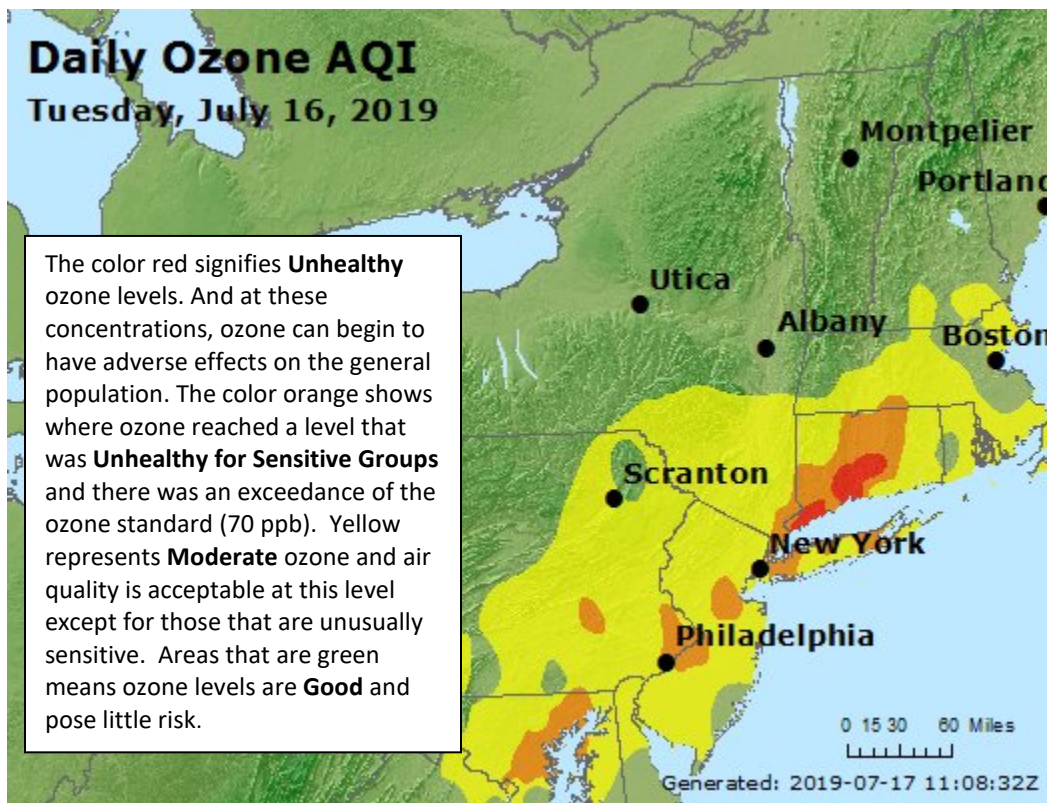 Daily Ozone AQI
Tuesday, July 16, 2019
Montpelier
Portland
The color red signifies Unhealthy
ozone levels. And at these
concentrations, ozone can begin to
have adverse effects on the general
population. The color orange shows
where ozone reached a level that
was Unhealthy for Sensitive Groups
and there was an exceedance of the
ozone standard (70 ppb).  Yellow
represents Moderate ozone and air
quality is acceptable at this level
except for those that are unusually
sensitive.  Areas that are green
means ozone levels are Good and
pose little risk.
Utica
Albany
Boston
Scranton
New York
Philadelphia
0 15 30 60 Miles
Generated: 2019-07-17 11:08:32Z